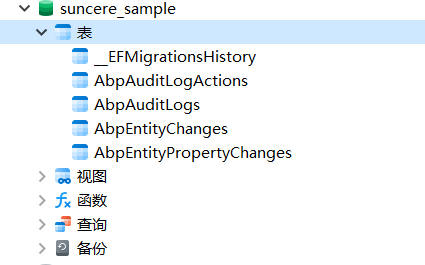 suncere_sample
表
__EFMigrationsHistory
AbpAuditLogActions
AbpAuditLogs
AbpEntityChanges
AbpEntityPropertyChanges
视图
函数
查询
备份